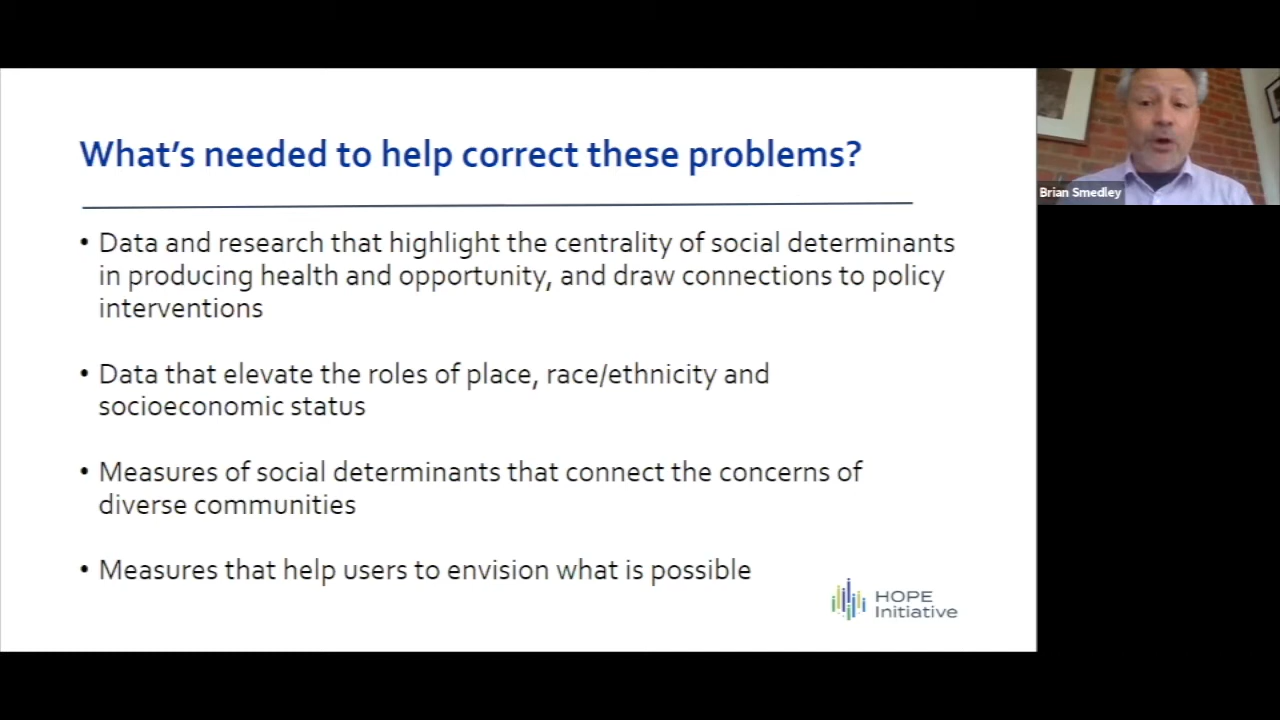 What's needed to help correct these problems?
• Data and research that highlight the centrality of social determinants
in producing health and opportunity, and draw connections to policy
interventions
• Data that elevate the roles of place, race/ethnicity and
socioeconomic status
• Measures of social determinants that connect the concerns of
diverse communities
• Measures that help users to envision what is possible
HOPE
Initiative
Brian Smedley